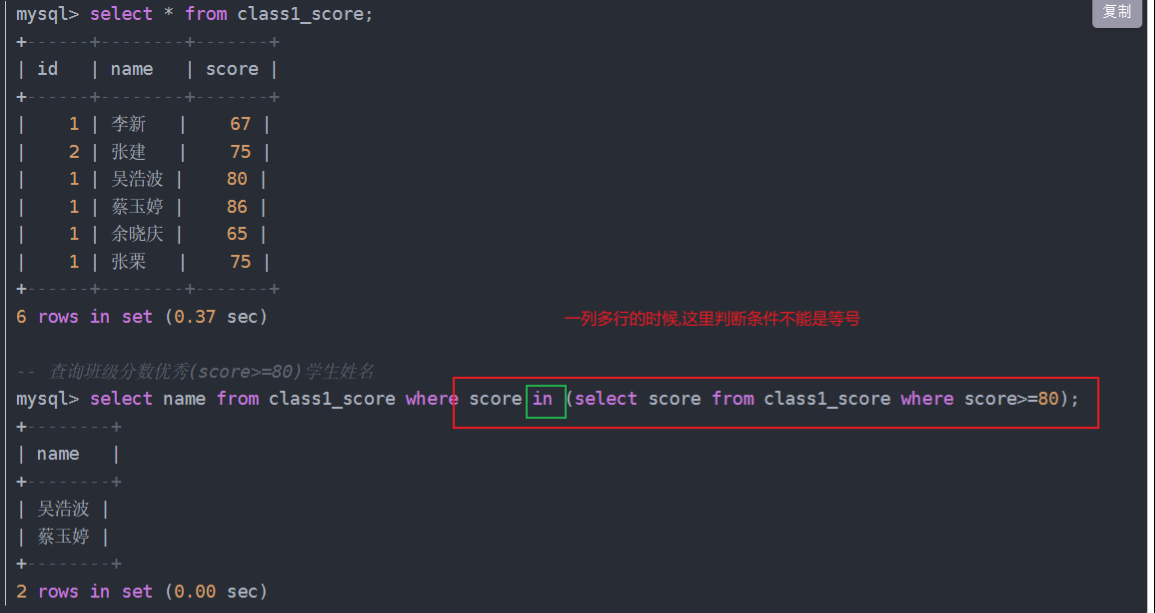 mysql> select * from class1_score;
复制
+------+--------+-------+
| id   | name   | score |
+------+--------+-------+
|    1 | 李新   |    67 |
|    2 | 张建   |    75 |
|    1 | 吴浩波 |    80 |
|    1 | 蔡玉婷 |    86 |
|    1 | 余晓庆 |    65 |
|    1 | 张栗   |    75 |
+------+--------+-------+
6 rows in set (0.37 sec)
一列多行的时候,这里判断条件不能是等号
-- 查询班级分数优秀(score>=80)学生姓名
mysql> select name from class1_score where score in (select score from class1_score where score>=80);
+--------+
| name   |
+--------+
| 吴浩波 |
| 蔡玉婷 |
+--------+
2 rows in set (0.00 sec)